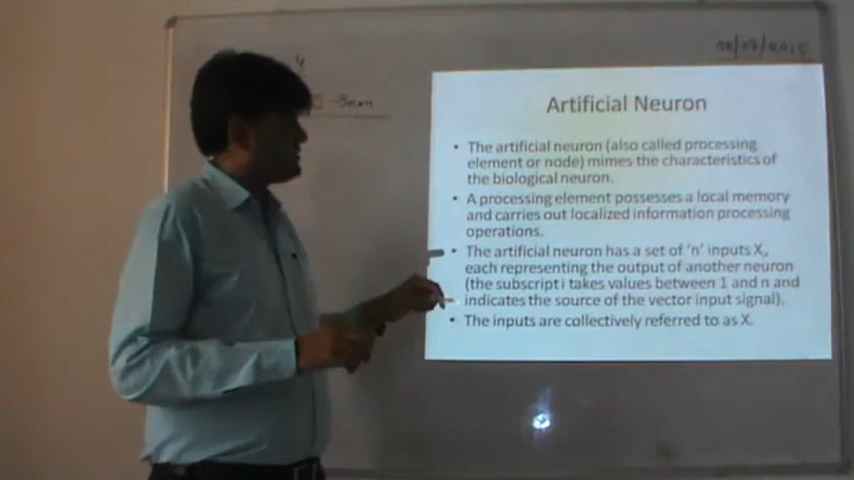 Artificial Neuron
• The artificial neuron (also called processing
element or node) mimes the characteristics of
the biological neuron.
• A processing element possesses a local memory
and carries out localized information processing
operations.
• The artificial neuron has a set of 'n' inputs Xi,
each representing the output of another neuron
(the subscript i takes values between 1 and n and
indicates the source of the vector input signal).
• The inputs are collectively referred to as X.